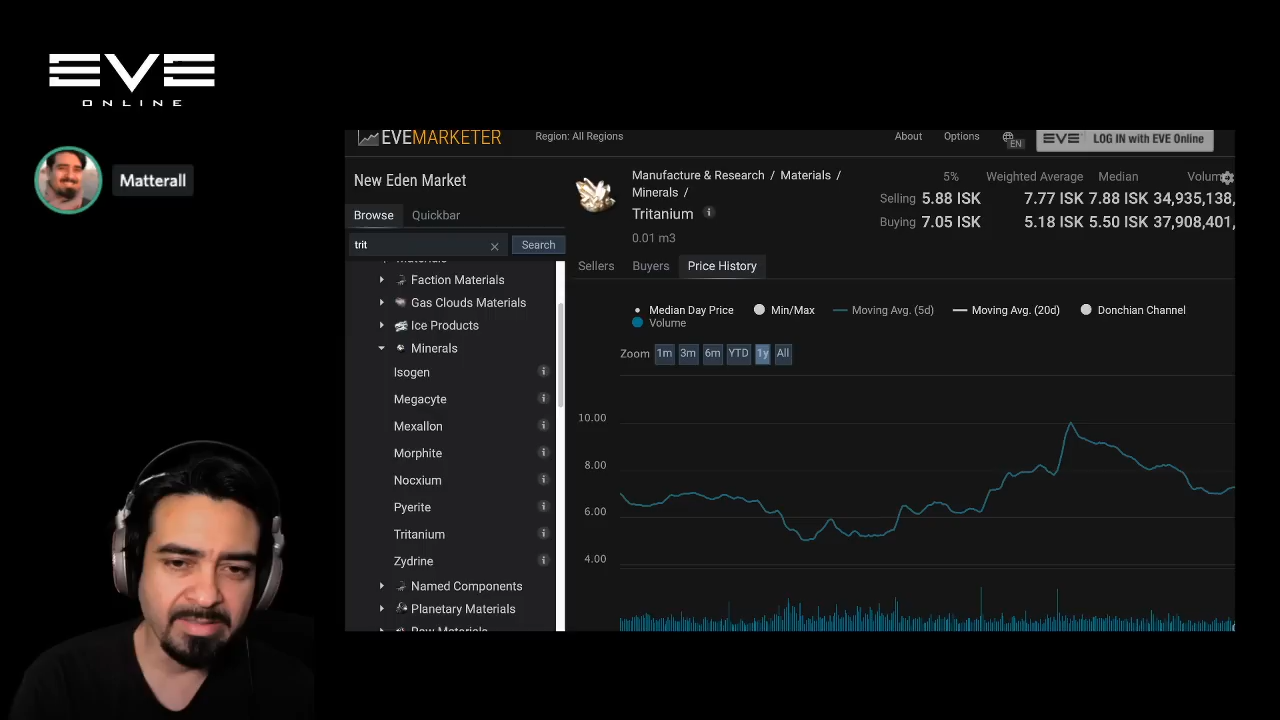 EVE
ONLINE
Matterall
EVEMARKETER
Region: All Regions
About
Options
EN
EVE
LOG IN with EVE Online
New Eden Market
Browse
Quickbar
trit
Search
Faction Materials
Gas Clouds Materials
Ice Products
Minerals
Isogen
Megacyte
Mexallon
Morphite
Nocxium
Pyerite
Tritanium
Zydrine
Named Components
Planetary Materials
Manufacture & Research / Materials /
Minerals /
Tritanium
0.01 m3
5% Weighted Average Median Volum
Selling 5.88 ISK 7.77 ISK 7.88 ISK 34,935,138,
Buying 7.05 ISK 5.18 ISK 5.50 ISK 37,908,401,
Sellers
Buyers
Price History
Median Day Price
Min/Max
Moving Avg. (5d)
Moving Avg. (20d)
Donchian Channel
Volume
Zoom 1m 3m 6m YTD 1y All
10.00
8.00
6.00
4.00